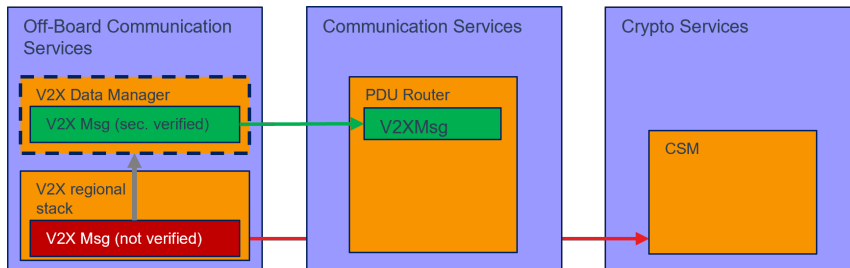 Off-Board Communication
Services
V2X Data Manager
V2X Msg (sec. verified)
V2X regional
stack
V2X Msg (not verified)
Communication Services
PDU Router
V2XMsg
Crypto Services
CSM